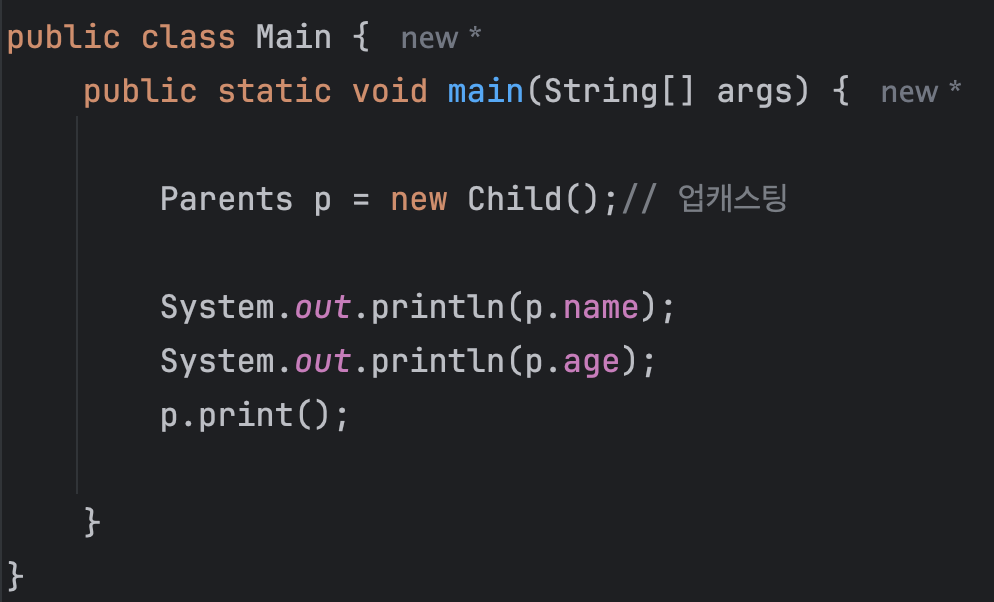 public class Main { new *
public static void main(String[] args) { new *
Parents p = new Child();// 업캐스팅
System.out.println(p.name);
System.out.println(p.age);
p.print();
}
}